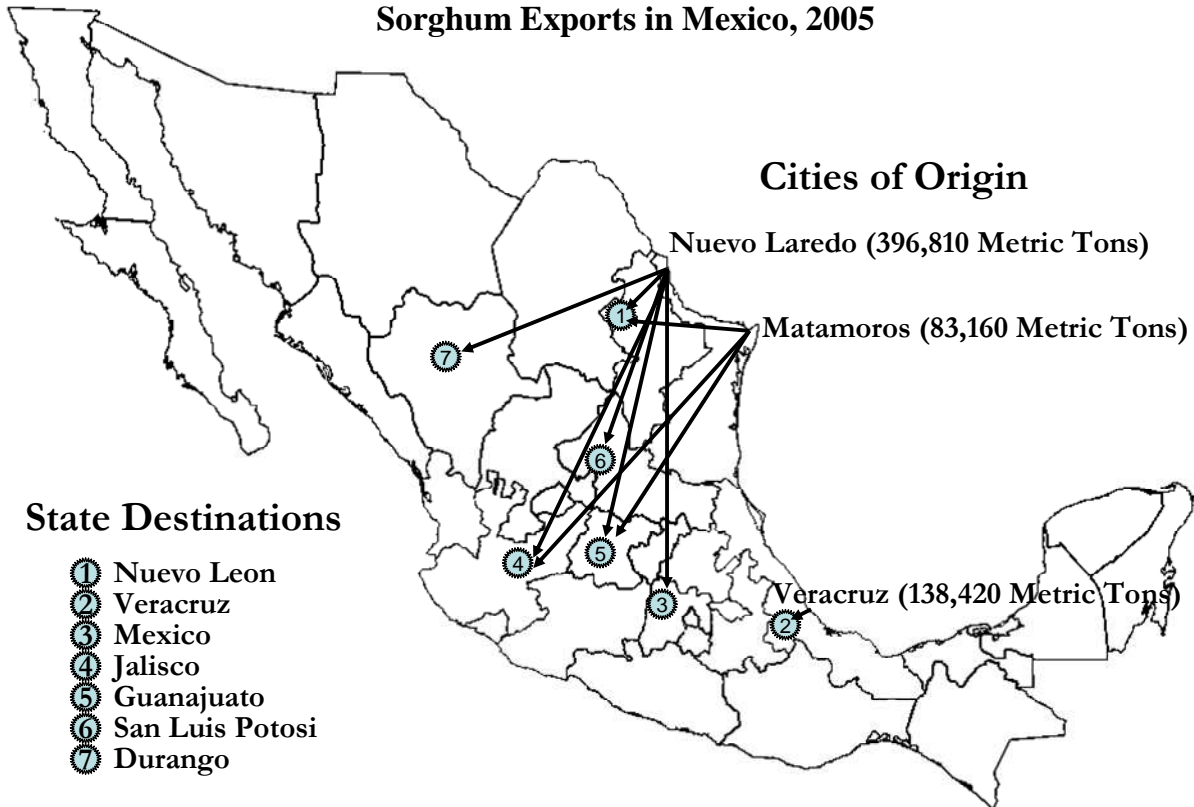 Sorghum Exports in Mexico, 2005
Cities of Origin
Nuevo Laredo (396,810 Metric Tons)
Matamoros (83,160 Metric Tons)
1
7
6
5
4
3
Veracruz (138,420 Metric Tons)
2
State Destinations
1 Nuevo Leon
2 Veracruz
3 Mexico
4 Jalisco
5 Guanajuato
6 San Luis Potosi
7 Durango